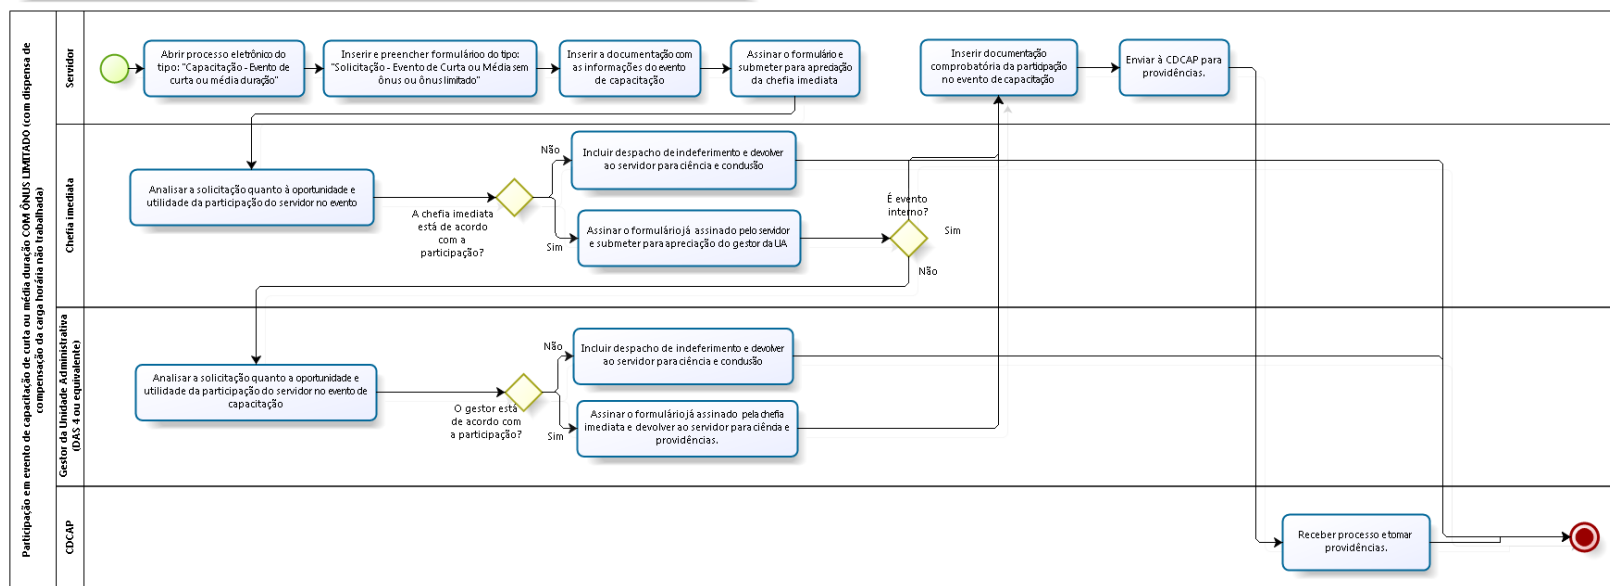 Participação em evento de capacitação de curta ou média duração COM ÔNUS LIMITADO (com dispensa de
compensação da carga horária não trabalhada)
Servidor
Abrir processo eletrônico do
tipo: "Capacitação - Evento de
curta ou média duração"
Inserir e preencher formulárioo do tipo:
"Solicitação - Evento de Curta ou Média sem
ônus ou ônus limitado"
Inserir a documentação com
as informações do evento
de capacitação
Assinar o formulário e
submeter para apreciação
da chefia imediata
Inserir documentação
comprobatória da participação
no evento de capacitação
Enviar à CDCAP para
providências.
Chefia imediata
Analisar a solicitação quanto à oportunidade e
utilidade da participação do servidor no evento
A chefia imediata
está de acordo
com a
participação?
Não
Incluir despacho de indeferimento e devolver
ao servidor para ciência e conclusão
Sim
Assinar o formulário já assinado pelo servidor
e submeter para apreciação do gestor da UA
É evento
interno?
Sim
Não
Gestor da Unidade Administrativa
(DAS 4 ou equivalente)
Analisar a solicitação quanto a oportunidade e
utilidade da participação do servidor no evento de
capacitação
O gestor está
de acordo com
a participação?
Não
Incluir despacho de indeferimento e devolver
ao servidor para ciência e conclusão
Sim
Assinar o formulário já assinado pela chefia
imediata e devolver ao servidor para ciência e
providências.
CDCAP
Receber processo e tomar
providências.